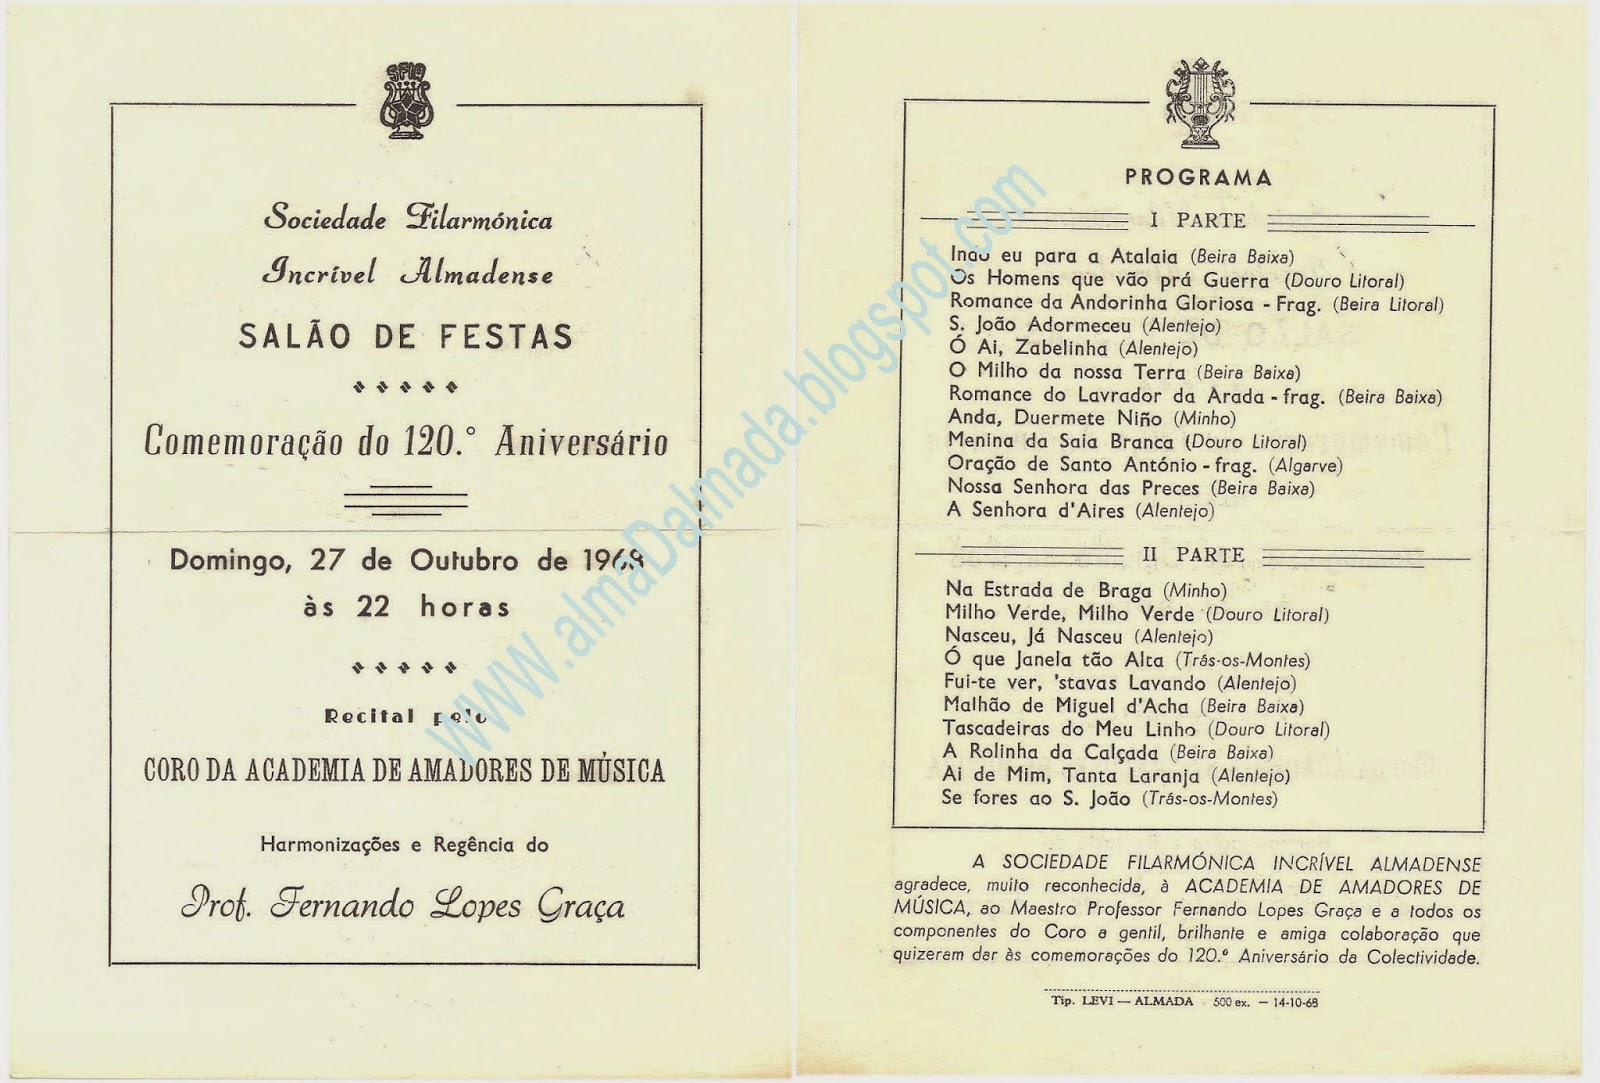 SFIA
Sociedade Filarmónica
Incrível Almadense
SALÃO DE FESTAS
Comemoração do 120.° Aniversário
Domingo, 27 de Outubro de 1968
às 22 horas
Recital pelo
CORO DA ACADEMIA DE AMADORES DE MÚSICA
Harmonizações e Regência do
Prof. Fernando Lopes Graça
PROGRAMA
I PARTE
Indo eu para a Atalaia (Beira Baixa)
Os Homens que vão prá Guerra (Douro Litoral)
Romance da Andorinha Gloriosa - Frag. (Beira Litoral)
S. João Adormeceu (Alentejo)
Ó Ai, Zabelinha (Alentejo)
O Milho da nossa Terra (Beira Baixa)
Romance do Lavrador da Arada - frag. (Beira Baixa)
Anda, Duermete Niño (Minho)
Menina da Saia Branca (Douro Litoral)
Oração de Santo António - frag. (Algarve)
Nossa Senhora das Preces (Beira Baixa)
A Senhora d'Aires (Alentejo)
II PARTE
Na Estrada de Braga (Minho)
Milho Verde, Milho Verde (Douro Litoral)
Nasceu, Já Nasceu (Alentejo)
Ó que Janela tão Alta (Trás-os-Montes)
Fui-te ver, 'stavas Lavando (Alentejo)
Malhão de Miguel d'Acha (Beira Baixa)
Tascadeiras do Meu Linho (Douro Litoral)
A Rolinha da Calçada (Beira Baixa)
Ai de Mim, Tanta Laranja (Alentejo)
Se fores ao S. João (Trás-os-Montes)
A SOCIEDADE FILARMÓNICA INCRÍVEL ALMADENSE
agradece, muito reconhecida, à ACADEMIA DE AMADORES DE
MÚSICA, ao Maestro Professor Fernando Lopes Graça e a todos os
componentes do Coro a gentil, brilhante e amiga colaboração que
quizeram dar às comemorações do 120.° Aniversário da Colectividade.
Tip. LEVI — ALMADA 500 ex. — 14-10-68
www.almaDalmada.blogspot.com